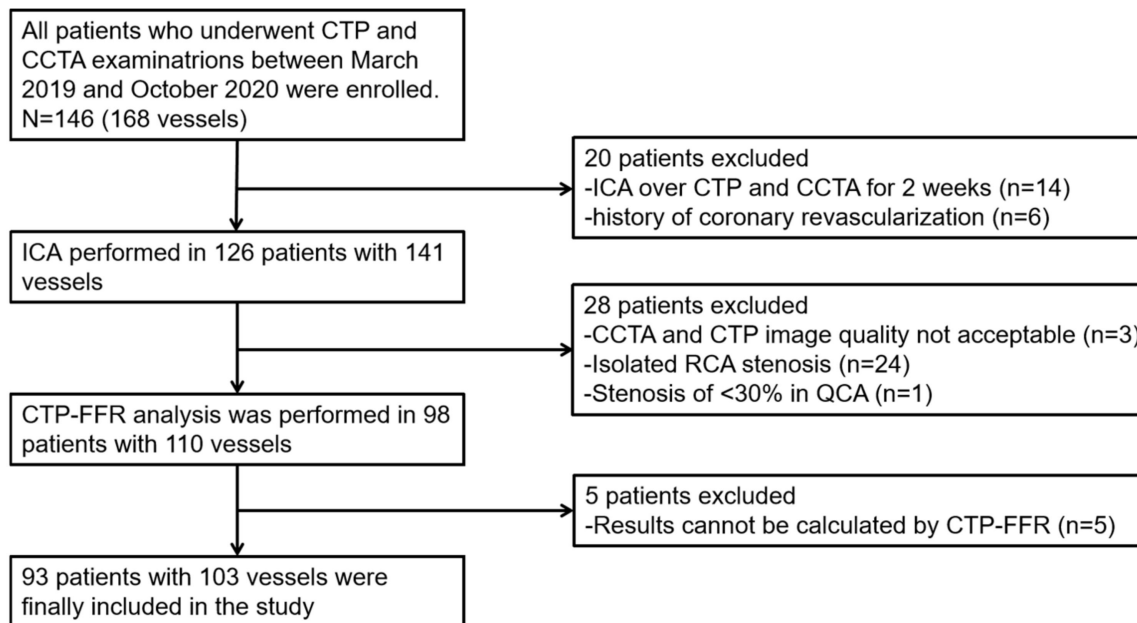 All patients who underwent CTP and
CCTA examinatrions between March
2019 and October 2020 were enrolled.
N=146 (168 vessels)
20 patients excluded
-ICA over CTP and CCTA for 2 weeks (n=14)
-history of coronary revascularization (n=6)
ICA performed in 126 patients with 141
vessels
28 patients excluded
-CCTA and CTP image quality not acceptable (n=3)
-Isolated RCA stenosis (n=24)
-Stenosis of <30% in QCA (n=1)
CTP-FFR analysis was performed in 98
patients with 110 vessels
5 patients excluded
-Results cannot be calculated by CTP-FFR (n=5)
93 patients with 103 vessels were
finally included in the study